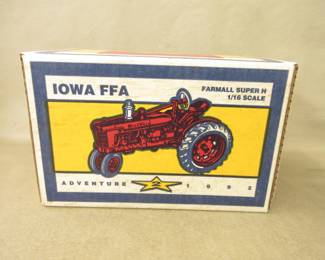 IOWA FFA
FARMALL SUPER H
1/16 SCALE
ADVENTURE 2 1992